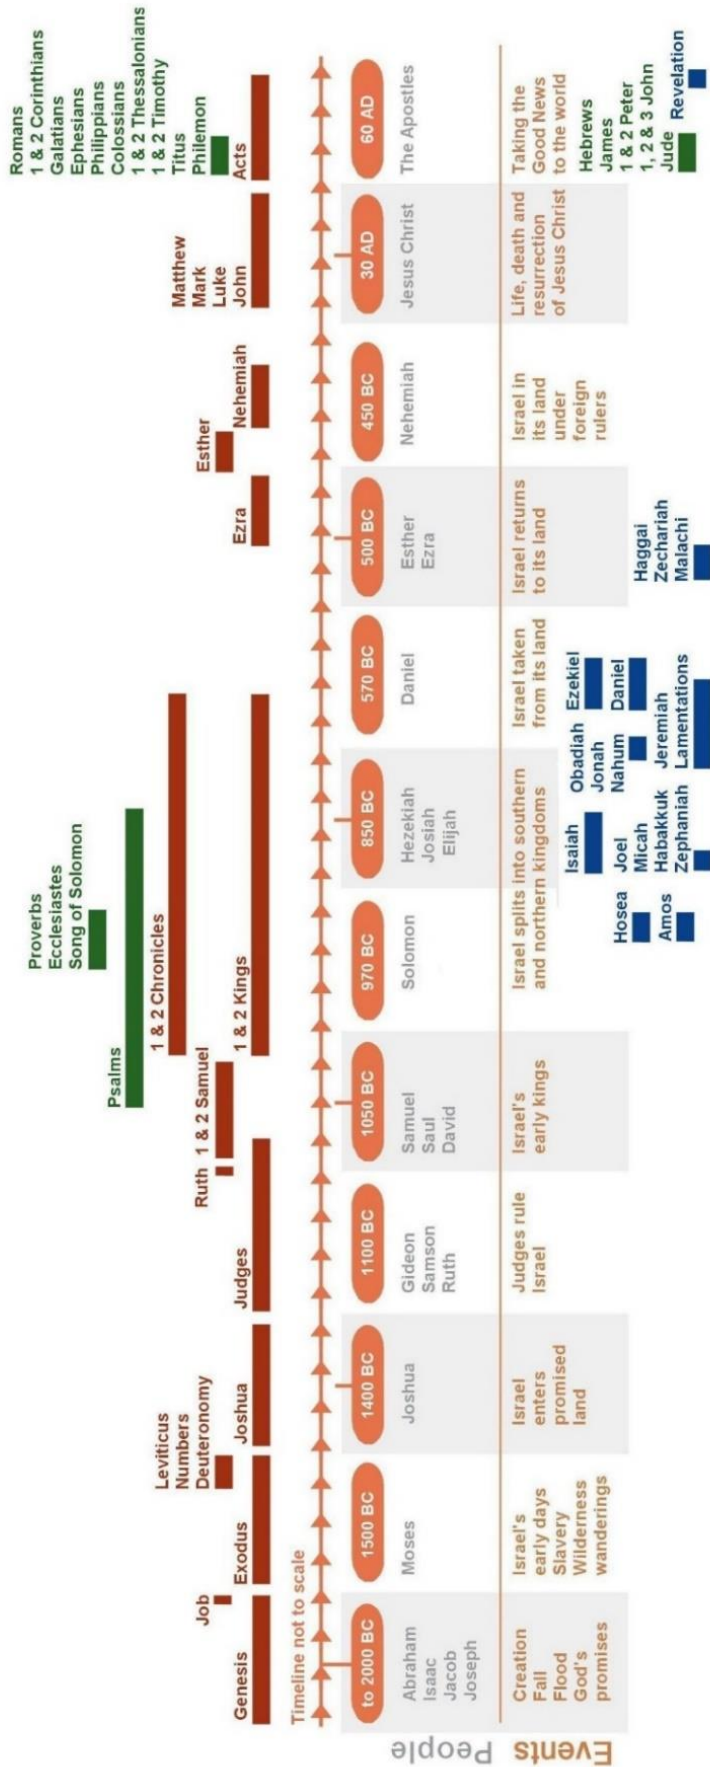 Proverbs
Ecclesiastes
Song of Solomon
Romans
1 & 2 Corinthians
Galatians
Ephesians
Philippians
Colossians
1 & 2 Thessalonians
1 & 2 Timothy
Titus
Philemon
Psalms
1 & 2 Chronicles
Matthew
Mark
Luke
John
Leviticus
Numbers
Deuteronomy
Job
Ruth
1 & 2 Samuel
Esther
Genesis
Exodus
Joshua
Judges
1 & 2 Kings
Ezra
Nehemiah
Acts
Timeline not to scale
to 2000 BC
1500 BC
1400 BC
1100 BC
1050 BC
970 BC
850 BC
570 BC
500 BC
450 BC
30 AD
60 AD
People
Abraham
Isaac
Jacob
Joseph
Moses
Joshua
Gideon
Samson
Ruth
Samuel
Saul
David
Solomon
Hezekiah
Josiah
Elijah
Daniel
Esther
Ezra
Nehemiah
Jesus Christ
The Apostles
Events
Creation
Fall
Flood
God's
promises
Israel's
early days
Slavery
Wilderness
wanderings
Israel
enters
promised
land
Judges rule
Israel
Israel's
early kings
Israel splits into southern
and northern kingdoms
Israel taken
from its land
Israel returns
to its land
Israel in
its land
under
foreign
rulers
Life, death and
resurrection
of Jesus Christ
Taking the
Good News
to the world
Hosea
Amos
Isaiah
Joel
Micah
Habakkuk
Zephaniah
Obadiah
Jonah
Nahum
Jeremiah
Lamentations
Ezekiel
Daniel
Haggai
Zechariah
Malachi
Hebrews
James
1 & 2 Peter
1, 2 & 3 John
Jude
Revelation